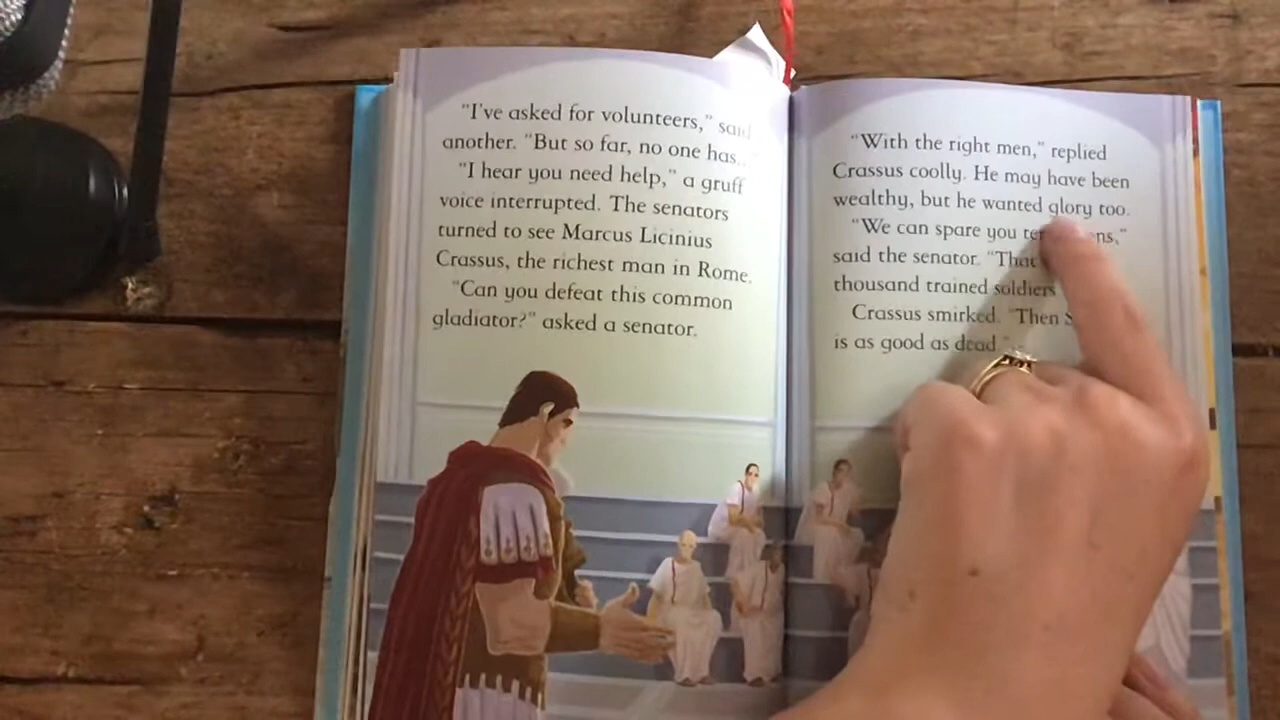 "I've asked for volunteers," said
another. "But so far, no one has..."
"I hear you need help," a gruff
voice interrupted. The senators
turned to see Marcus Licinius
Crassus, the richest man in Rome.
"Can you defeat this common
gladiator?" asked a senator.
"With the right men," replied
Crassus coolly. He may have been
wealthy, but he wanted glory too.
"We can spare you
said the senator. "That
thousand trained soldiers
Crassus smirked. "Then
is as good as dead."